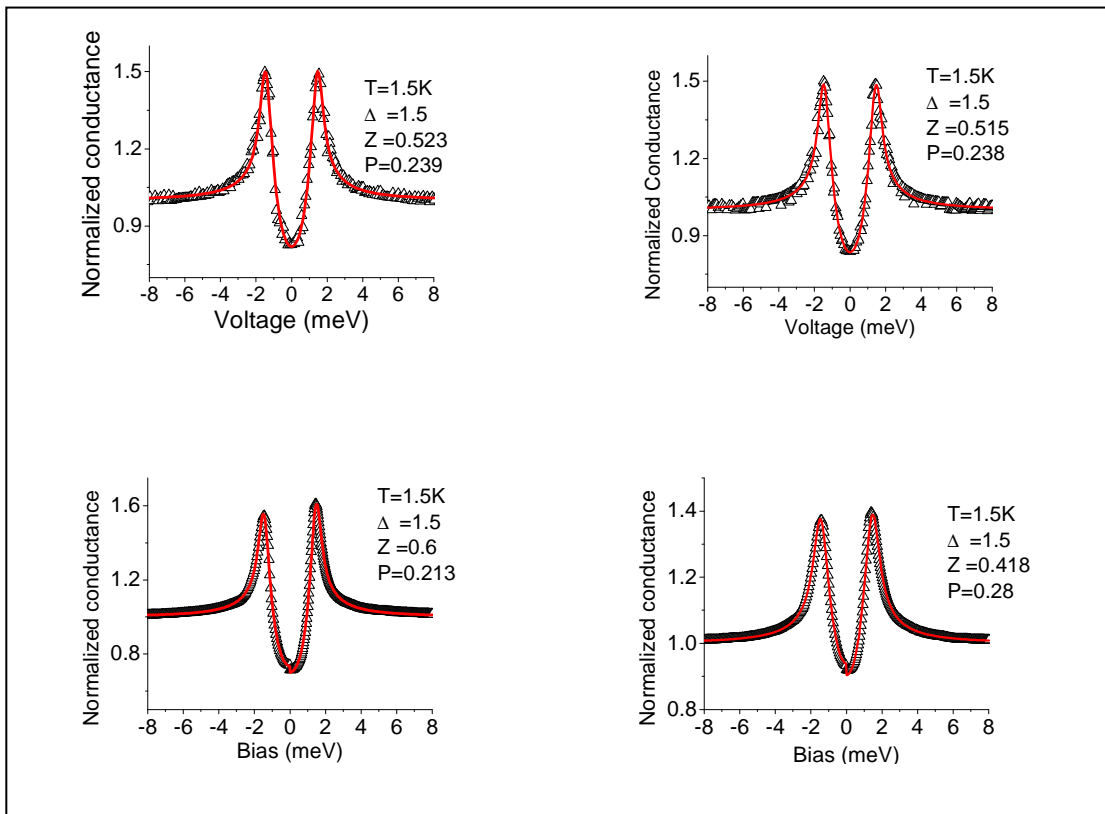 Normalized conductance
1.5
1.2
0.9
T=1.5K
Δ =1.5
Z =0.523
P=0.239
-8 -6 -4 -2 0 2 4 6 8
Voltage (meV)
Normalized Conductance
1.5
1.2
0.9
T=1.5K
Δ =1.5
Z =0.515
P=0.238
-8 -6 -4 -2 0 2 4 6 8
Voltage (meV)
Normalized conductance
1.6
1.2
0.8
T=1.5K
Δ =1.5
Z =0.6
P=0.213
-8 -6 -4 -2 0 2 4 6 8
Bias (meV)
Normalized conductance
1.4
1.2
1.0
0.8
T=1.5K
Δ =1.5
Z =0.418
P=0.28
-8 -6 -4 -2 0 2 4 6 8
Bias (meV)